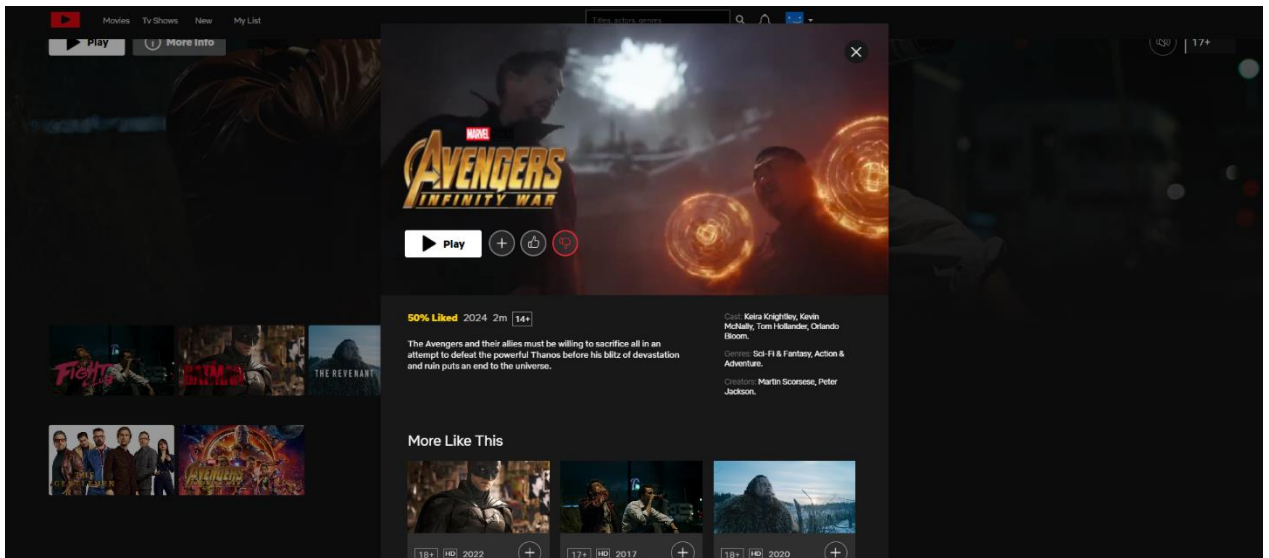 Movies Tv Shows New My List Titles, actors, genres
Play More Info 17+
MARVEL
AVENGERS
INFINITY WAR
Play
50% Liked 2024 2m 14+
The Avengers and their allies must be willing to sacrifice all in an
attempt to defeat the powerful Thanos before his blitz of devastation
and ruin puts an end to the universe.
Cast: Keira Knightley, Kevin
McNally, Tom Hollander, Orlando
Bloom.
Genres: Sci-Fi & Fantasy, Action &
Adventure.
Creators: Martin Scorsese, Peter
Jackson.
FIGHT CLUB
BATMAN
THE REVENANT
THE
GENTLEMEN
AVENGERS
More Like This
18+ HD 2022
17+ HD 2017
18+ HD 2020